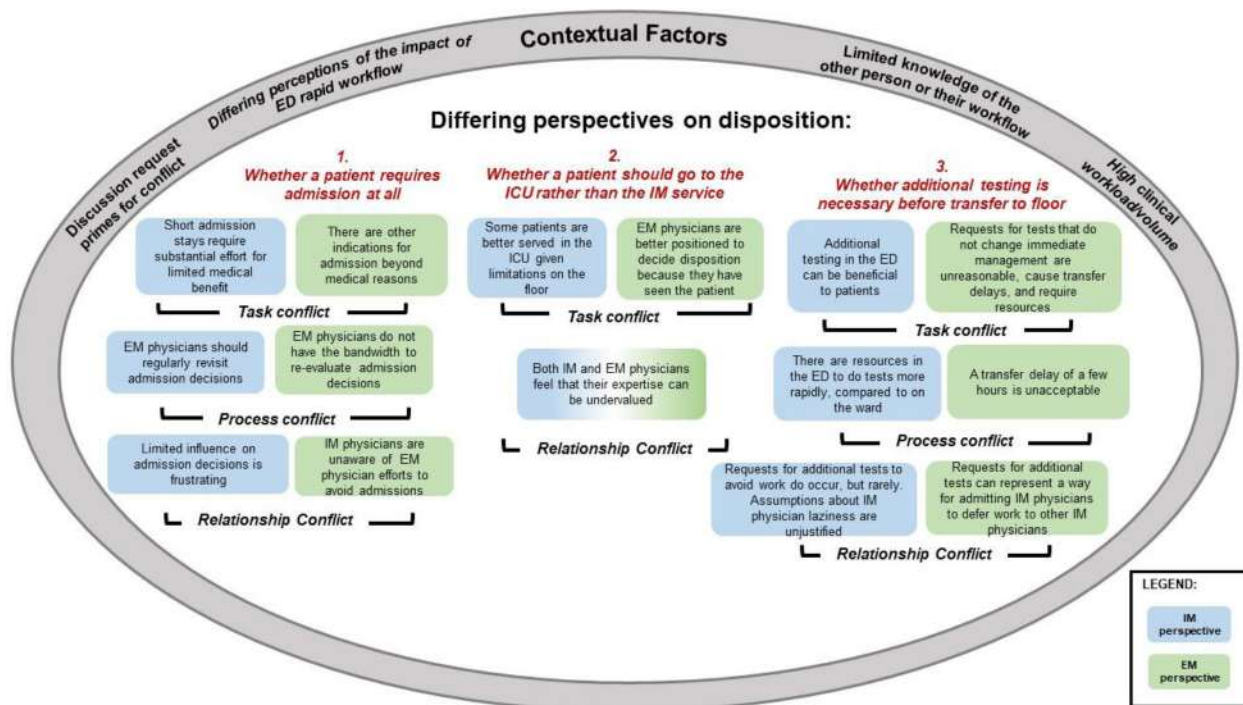 Contextual Factors
Discussion request
primes for conflict
Differing perceptions of the impact of
ED rapid workflow
Limited knowledge of the
other person or their workflow
High clinical
workload/volume
Differing perspectives on disposition:
1.
Whether a patient requires
admission at all
Short admission
stays require
substantial effort for
limited medical
benefit
There are other
indications for
admission beyond
medical reasons
Task conflict
EM physicians should
regularly revisit
admission decisions
EM physicians do not
have the bandwidth to
re-evaluate admission
decisions
Process conflict
Limited influence on
admission decisions is
frustrating
IM physicians are
unaware of EM
physician efforts to
avoid admissions
Relationship Conflict
2.
Whether a patient should go to the
ICU rather than the IM service
Some patients are
better served in the
ICU given
limitations on the
floor
EM physicians are
better positioned to
decide disposition
because they have
seen the patient
Task conflict
Both IM and EM physicians
feel that their expertise can
be undervalued
Relationship Conflict
3.
Whether additional testing is
necessary before transfer to floor
Additional
testing in the ED
can be beneficial
to patients
Requests for tests that do
not change immediate
management are
unreasonable, cause transfer
delays, and require
resources
Task conflict
There are resources in
the ED to do tests more
rapidly, compared to on
the ward
A transfer delay of a few
hours is unacceptable
Process conflict
Requests for additional tests to
avoid work do occur, but rarely.
Assumptions about IM
physician laziness are
unjustified
Requests for additional
tests can represent a way
for admitting IM physicians
to defer work to other IM
physicians
Relationship Conflict
LEGEND:
IM
perspective
EM
perspective